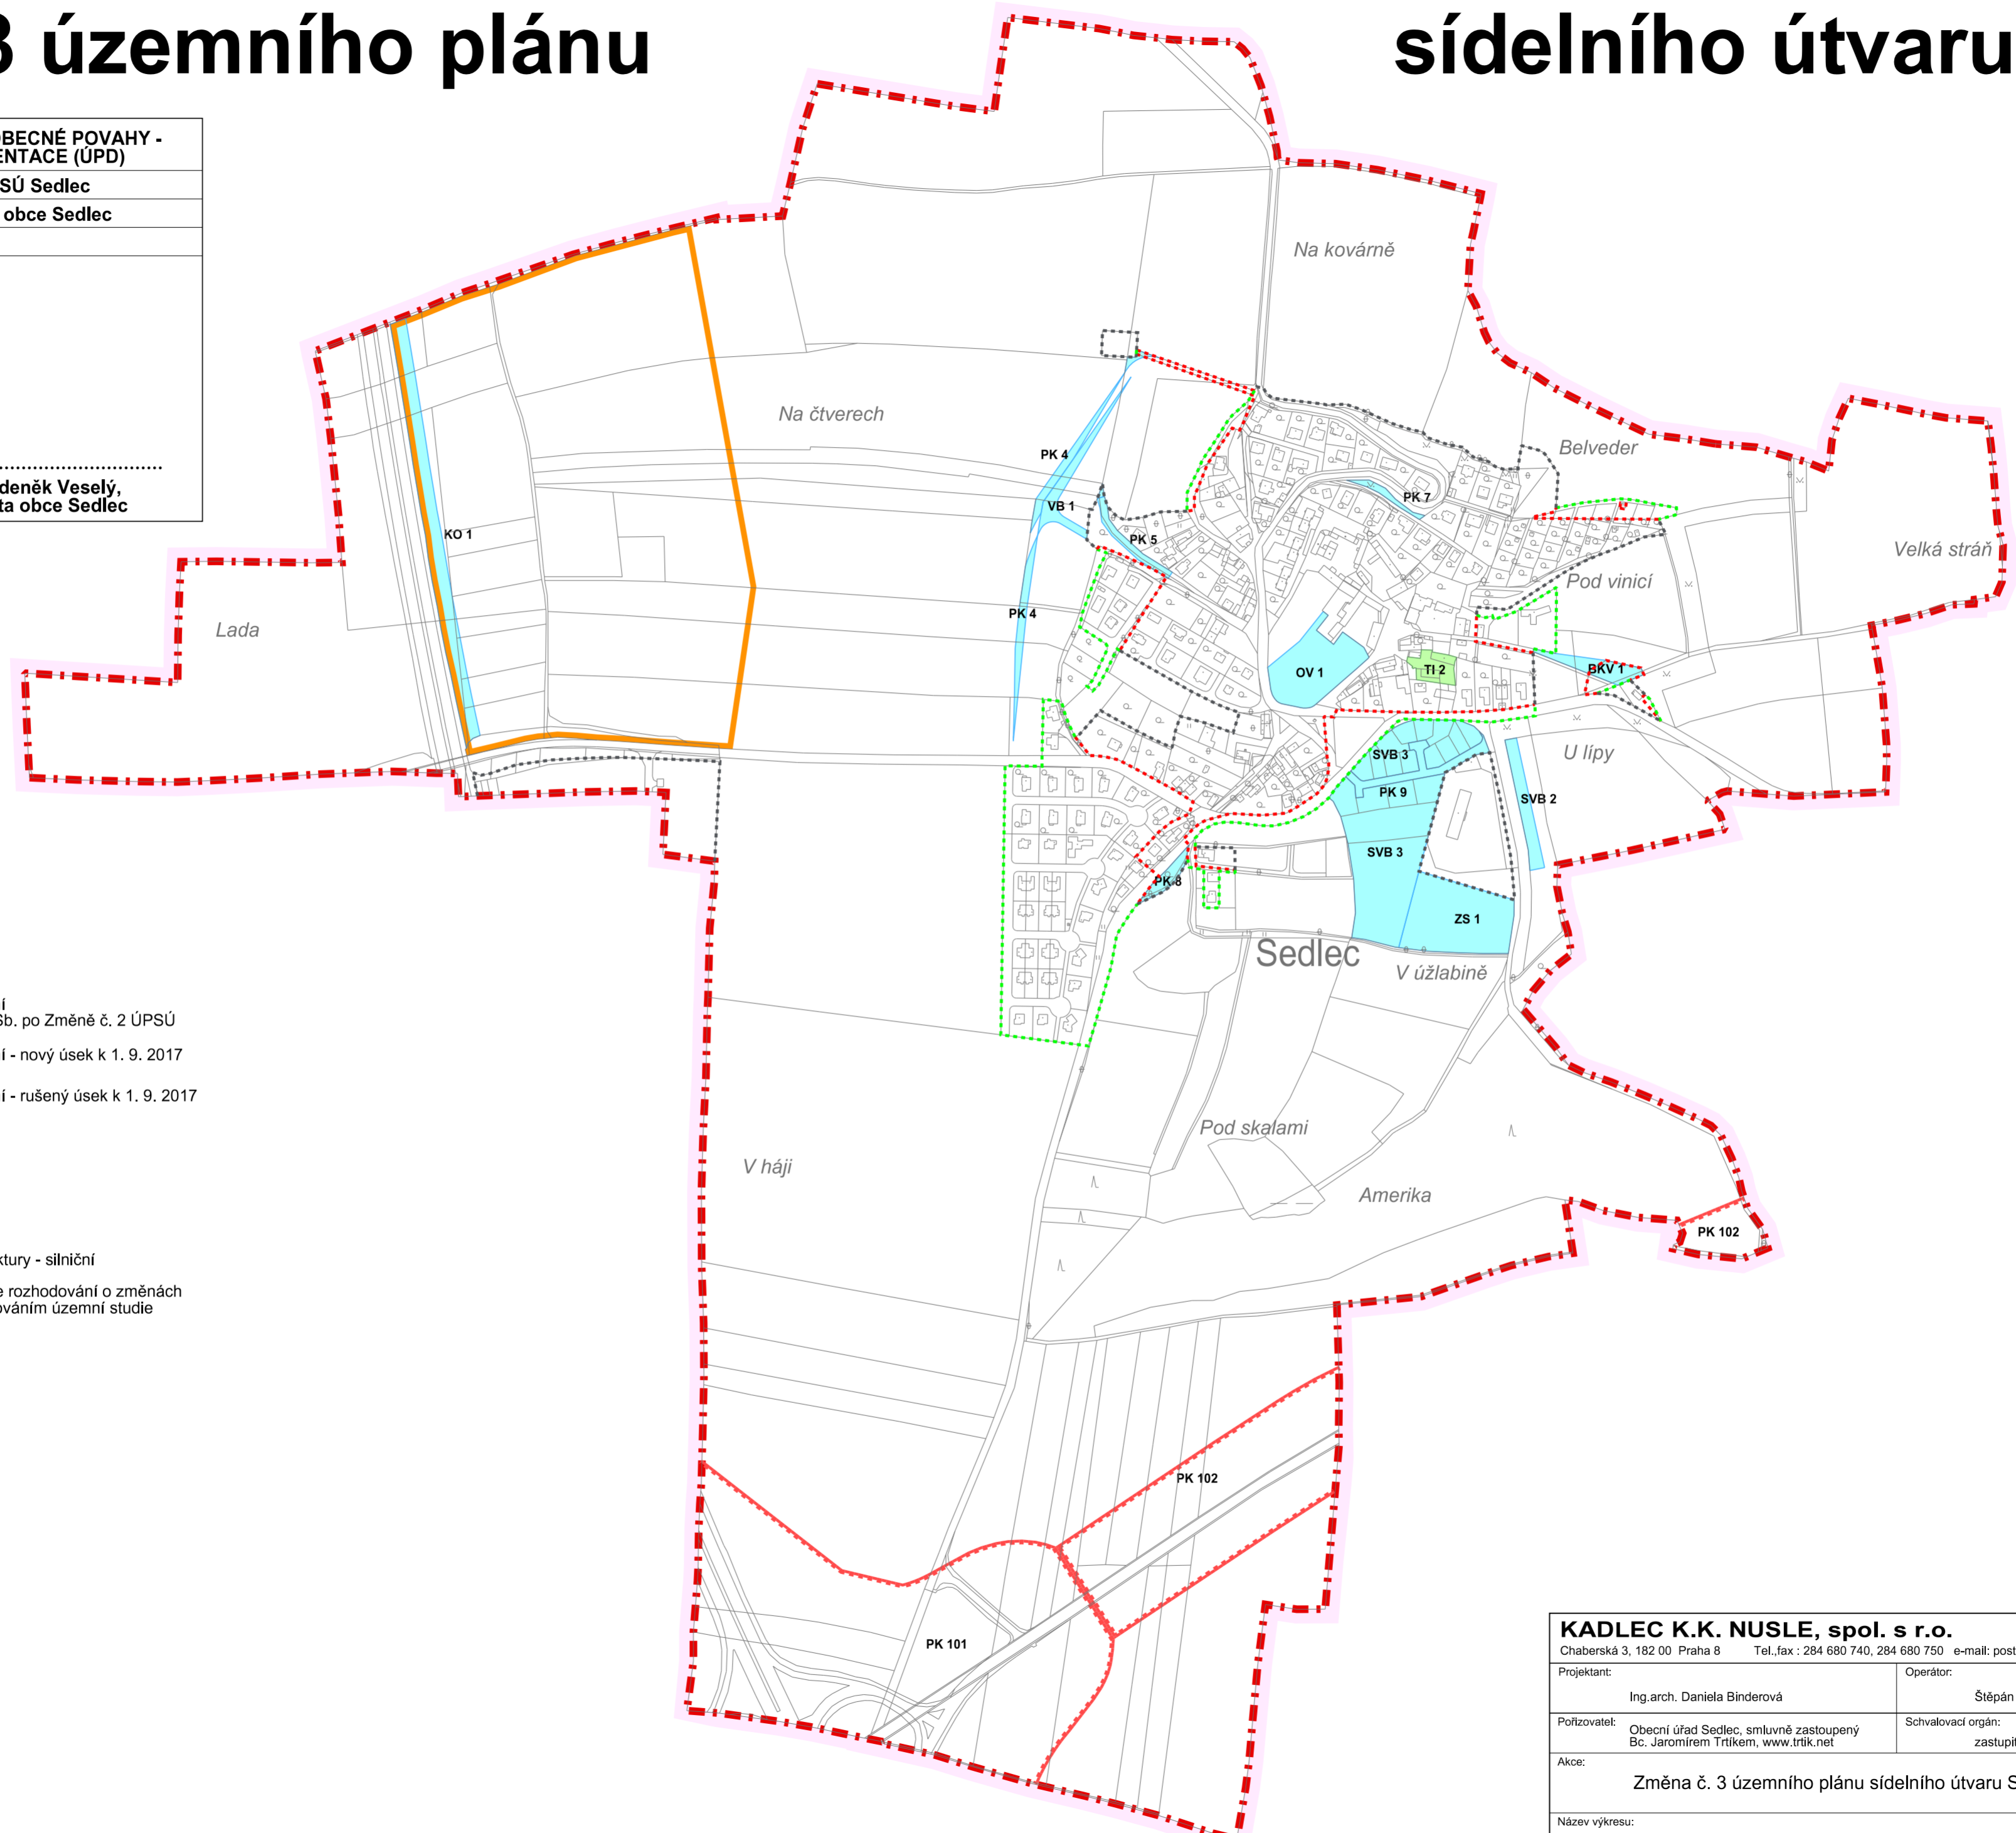 3 územního plánu
sídelního útvaru
OBECNÉ POVAHY -
ENTACE (ÚPD)
SÚ Sedlec
obce Sedlec
deněk Veselý,
ta obce Sedlec
Na kovárně
Na čtverech
Belveder
Velká stráň
Pod vinicí
Lada
KO 1
PK 4
VB 1
PK 5
PK 7
PK 4
OV 1
TI 2
BKV 1
U lípy
SVB 3
PK 9
SVB 2
SVB 3
PK 8
ZS 1
Sedlec
V úžlabině
Pod skalami
V háji
Amerika
PK 102
PK 102
PK 101
í
Sb. po Změně č. 2 ÚPSÚ
í - nový úsek k 1. 9. 2017
í - rušený úsek k 1. 9. 2017
ktury - silniční
e rozhodování o změnách
ováním územní studie
KADLEC K.K. NUSLE, spol. s r.o.
Chaberská 3, 182 00 Praha 8 Tel.,fax : 284 680 740, 284 680 750 e-mail: post
Projektant:
Ing.arch. Daniela Binderová
Operátor:
Štěpán
Pořizovatel:
Obecní úřad Sedlec, smluvně zastoupený
Bc. Jaromírem Trtíkem, www.trtik.net
Schvalovací orgán:
zastupit
Akce:
Změna č. 3 územního plánu sídelního útvaru S
Název výkresu: